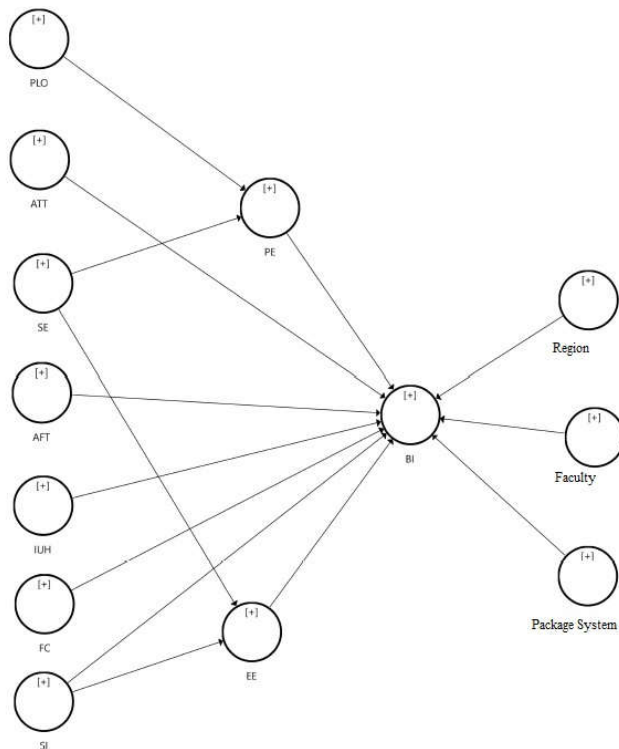 [+]
PLO
[+]
ATT
[+]
PE
[+]
SE
[+]
Region
[+]
AFT
[+]
BI
[+]
Faculty
[+]
IUH
[+]
Package System
[+]
FC
[+]
EE
[+]
SI